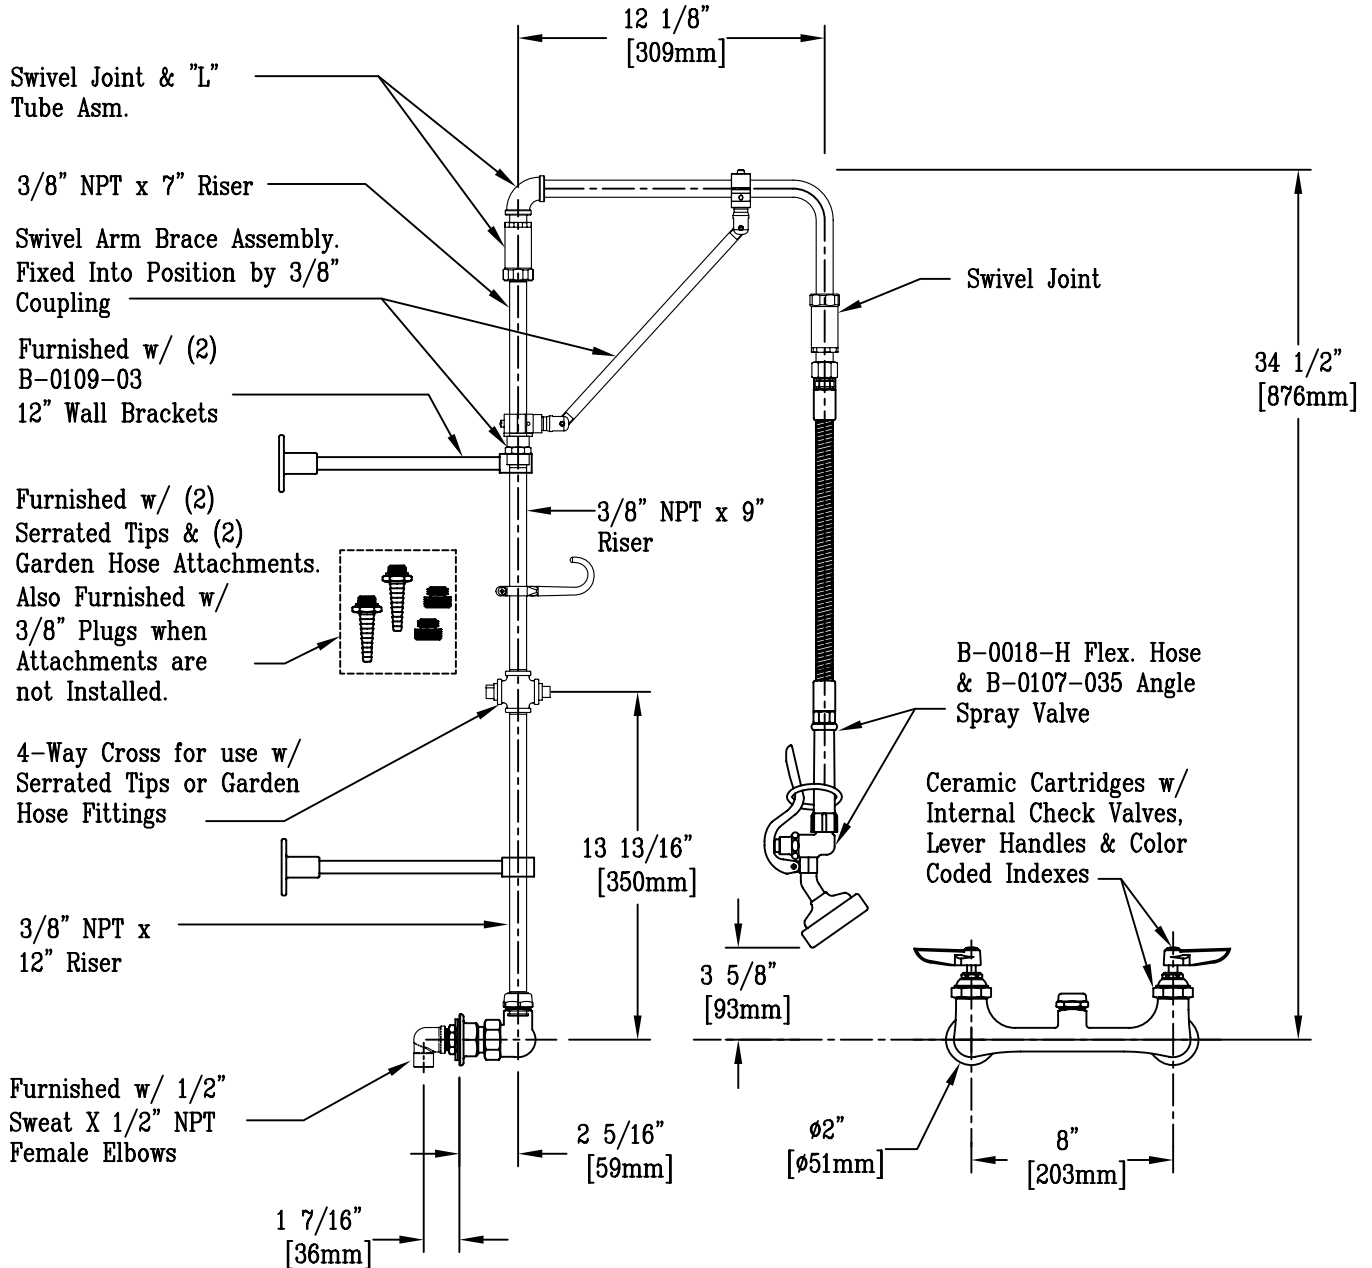 12 1/8"
[309mm]
Swivel Joint & "L"
Tube Asm.
3/8" NPT x 7" Riser
Swivel Arm Brace Assembly.
Fixed Into Position by 3/8"
Coupling
Swivel Joint
Furnished w/ (2)
B-0109-03
12" Wall Brackets
34 1/2"
[876mm]
Furnished w/ (2)
Serrated Tips & (2)
Garden Hose Attachments.
Also Furnished w/
3/8" Plugs when
Attachments are
not Installed.
3/8" NPT x 9"
Riser
B-0018-H Flex. Hose
& B-0107-035 Angle
Spray Valve
4-Way Cross for use w/
Serrated Tips or Garden
Hose Fittings
Ceramic Cartridges w/
Internal Check Valves,
Lever Handles & Color
Coded Indexes
13 13/16"
[350mm]
3/8" NPT x
12" Riser
3 5/8"
[93mm]
Furnished w/ 1/2"
Sweat X 1/2" NPT
Female Elbows
2 5/16"
[59mm]
ø2"
[ø51mm]
8"
[203mm]
1 7/16"
[36mm]